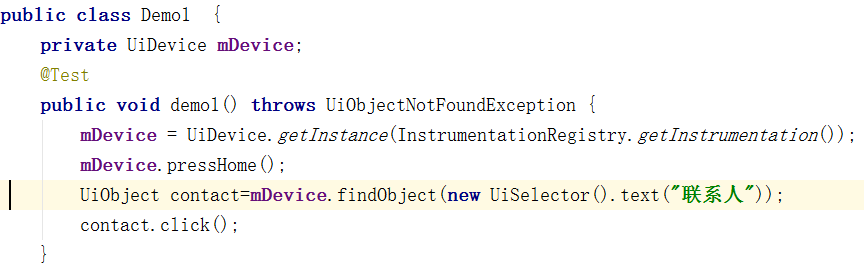 public class Demo1  {
    private UiDevice mDevice;
    @Test
    public void demo1() throws UiObjectNotFoundException {
        mDevice = UiDevice.getInstance(InstrumentationRegistry.getInstrumentation());
        mDevice.pressHome();
        UiObject contact=mDevice.findObject(new UiSelector().text("联系人"));
        contact.click();
    }